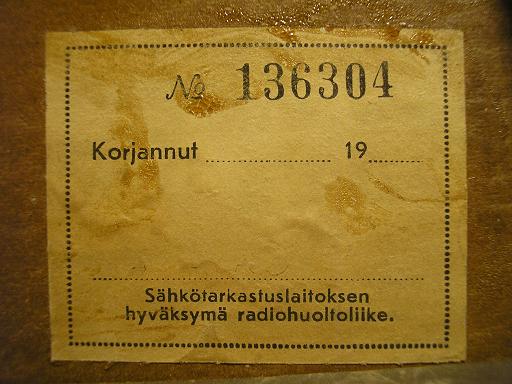 № 136304
Korjannut .................... 19.........
Sähkötarkastuslaitoksen
hyväksymä radiohuoltoliike.